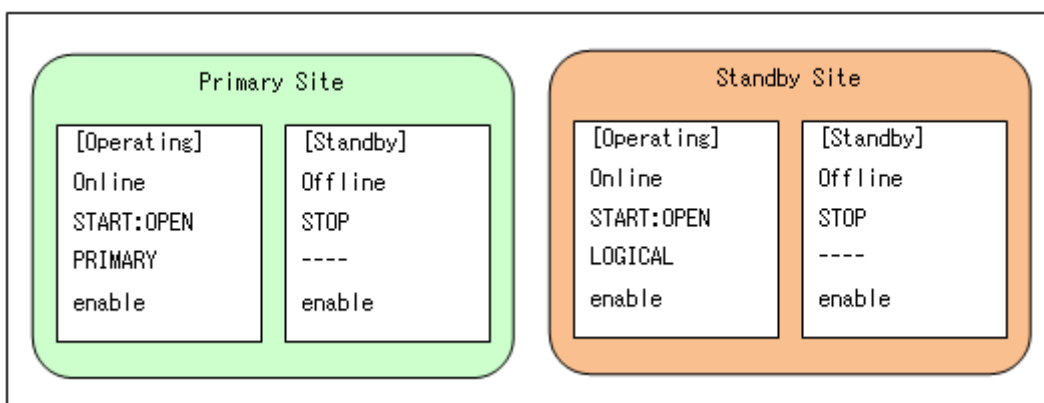 Primary Site
[Operating]
Online
START:OPEN
PRIMARY
enable
[Standby]
Offline
STOP
----
enable
Standby Site
[Operating]
Online
START:OPEN
LOGICAL
enable
[Standby]
Offline
STOP
----
enable